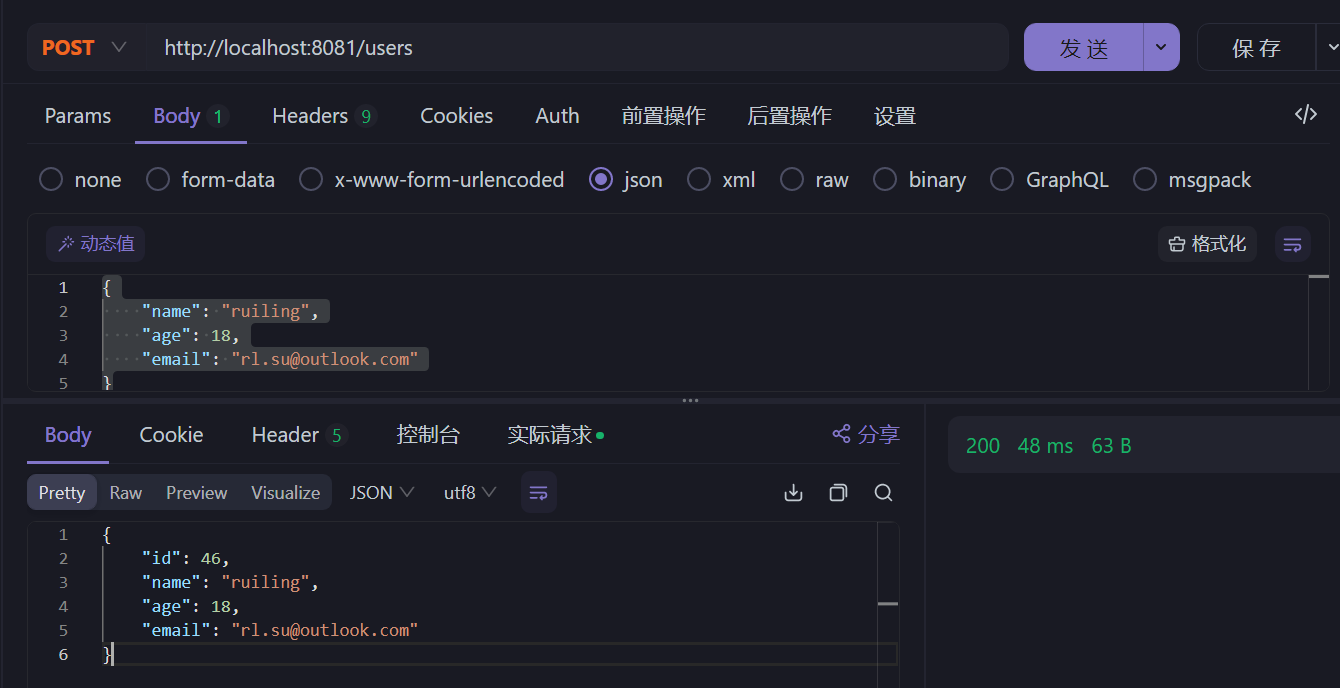 POST http://localhost:8081/users 发 送 保 存
Params Body 1 Headers 9 Cookies Auth 前置操作 后置操作 设置 </>
none form-data x-www-form-urlencoded json xml raw binary GraphQL msgpack
动态值 格式化
1 {
2 "name": "ruiling",
3 "age": 18,
4 "email": "rl.su@outlook.com"
5 }
Body Cookie Header 5 控制台 实际请求 分享
200 48 ms 63 B
Pretty Raw Preview Visualize JSON utf8
1 {
2 "id": 46,
3 "name": "ruiling",
4 "age": 18,
5 "email": "rl.su@outlook.com"
6 }